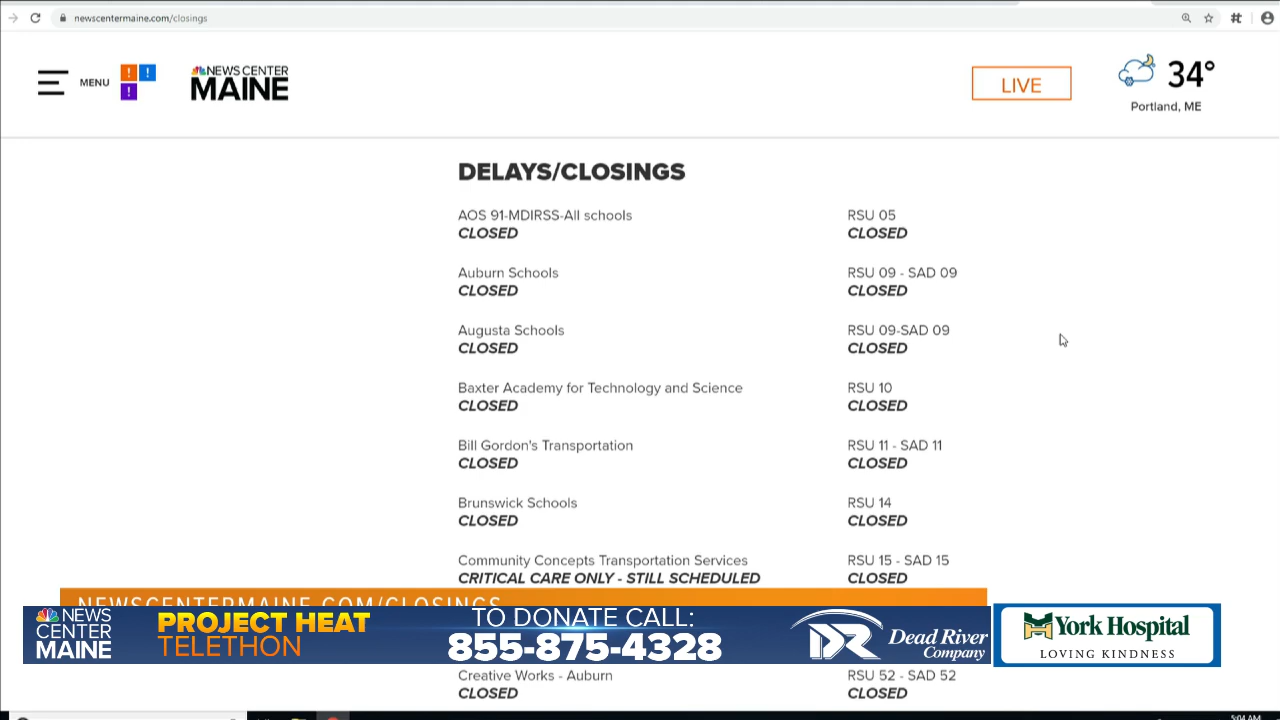 newscentermaine.com/closings
MENU
NEWS CENTER
MAINE
LIVE
34°
Portland, ME
DELAYS/CLOSINGS
AOS 91-MDIRSS-All schools
CLOSED
Auburn Schools
CLOSED
Augusta Schools
CLOSED
Baxter Academy for Technology and Science
CLOSED
Bill Gordon's Transportation
CLOSED
Brunswick Schools
CLOSED
Community Concepts Transportation Services
CRITICAL CARE ONLY - STILL SCHEDULED
Creative Works - Auburn
CLOSED
RSU 05
CLOSED
RSU 09 - SAD 09
CLOSED
RSU 09-SAD 09
CLOSED
RSU 10
CLOSED
RSU 11 - SAD 11
CLOSED
RSU 14
CLOSED
RSU 15 - SAD 15
CLOSED
RSU 52 - SAD 52
CLOSED
NEWSCENTERMAINE.COM/CLOSINGS
NEWS
CENTER
MAINE
PROJECT HEAT
TELETHON
TO DONATE CALL:
855-875-4328
DR Dead River
Company
York Hospital
LOVING KINDNESS
5:04 AM